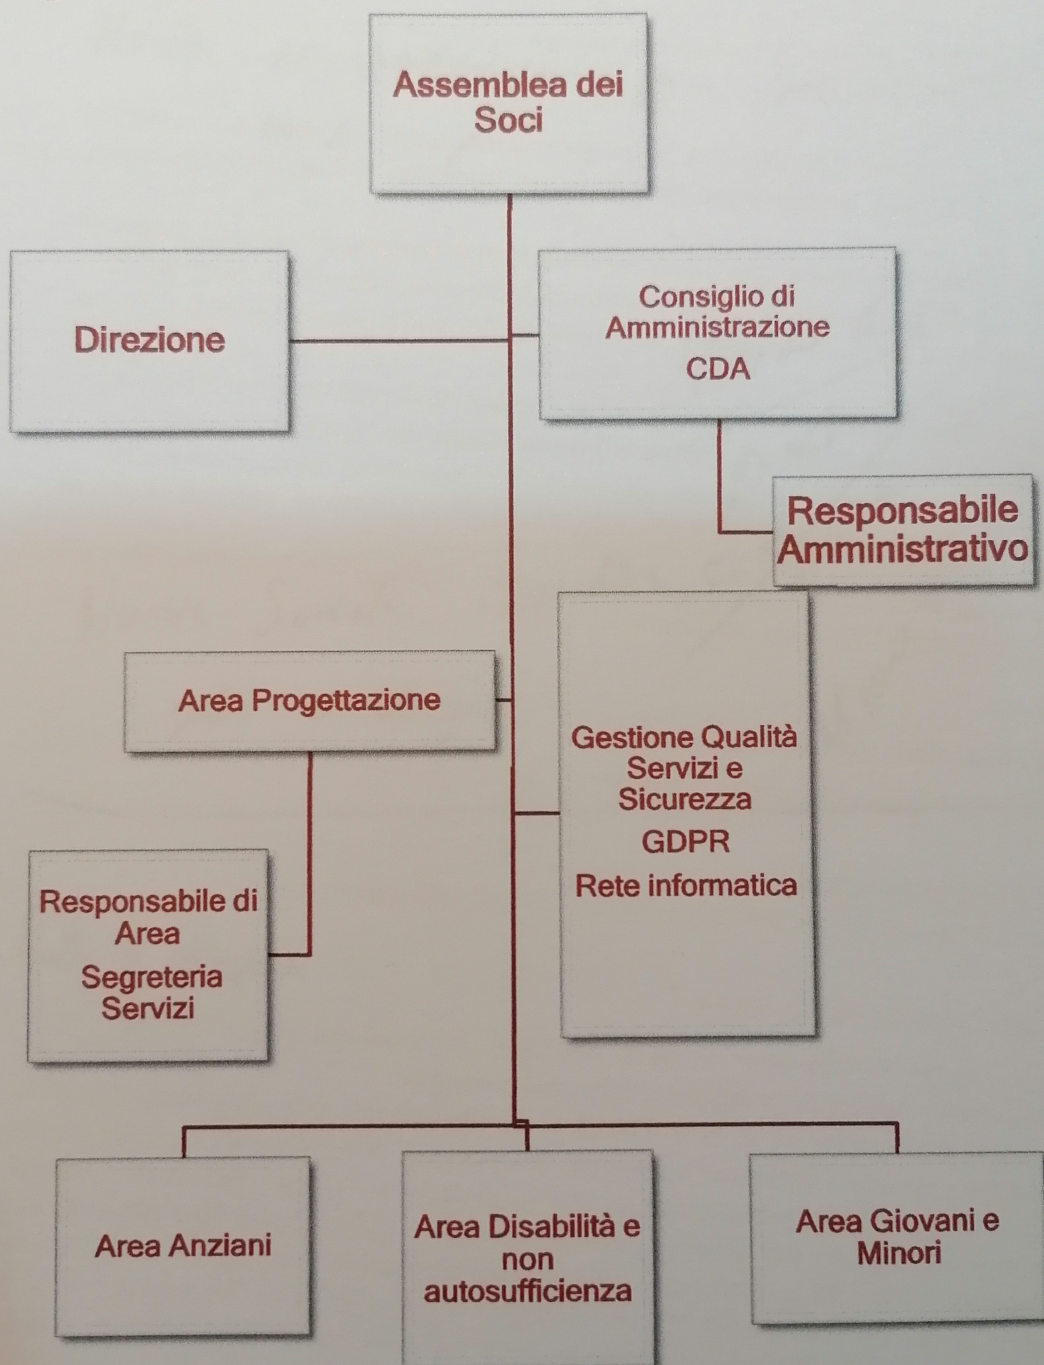 Assemblea dei
Soci
Direzione
Consiglio di
Amministrazione
CDA
Responsabile
Amministrativo
Area Progettazione
Gestione Qualità
Servizi e
Sicurezza
GDPR
Rete informatica
Responsabile di
Area
Segreteria
Servizi
Area Anziani
Area Disabilità e
non
autosufficienza
Area Giovani e
Minori